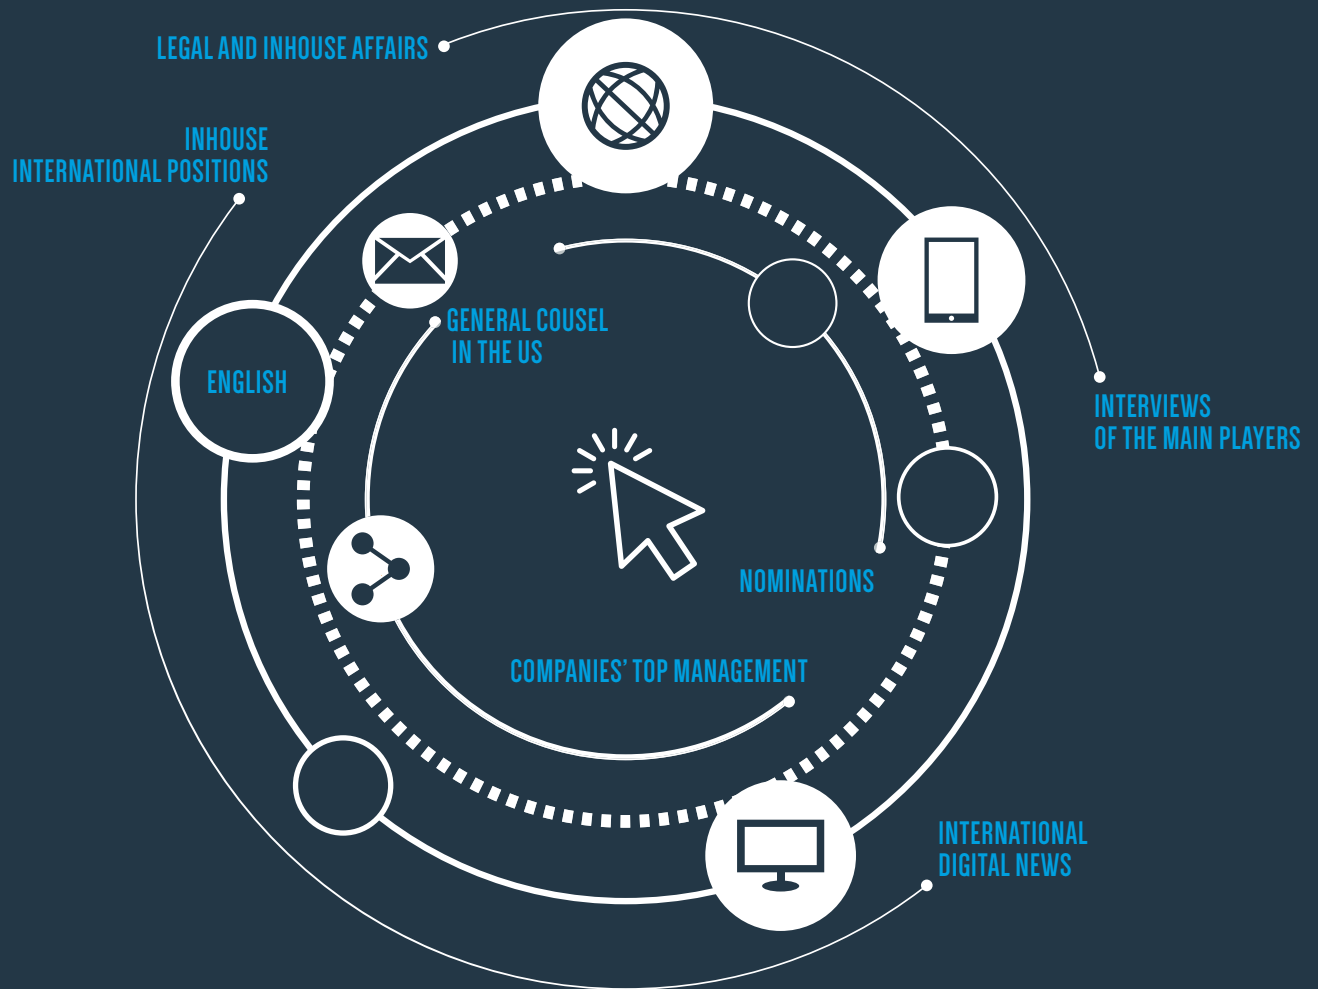 LEGAL AND INHOUSE AFFAIRS
INHOUSE
INTERNATIONAL POSITIONS
GENERAL COUSEL
IN THE US
ENGLISH
INTERVIEWS
OF THE MAIN PLAYERS
NOMINATIONS
COMPANIES’ TOP MANAGEMENT
INTERNATIONAL
DIGITAL NEWS